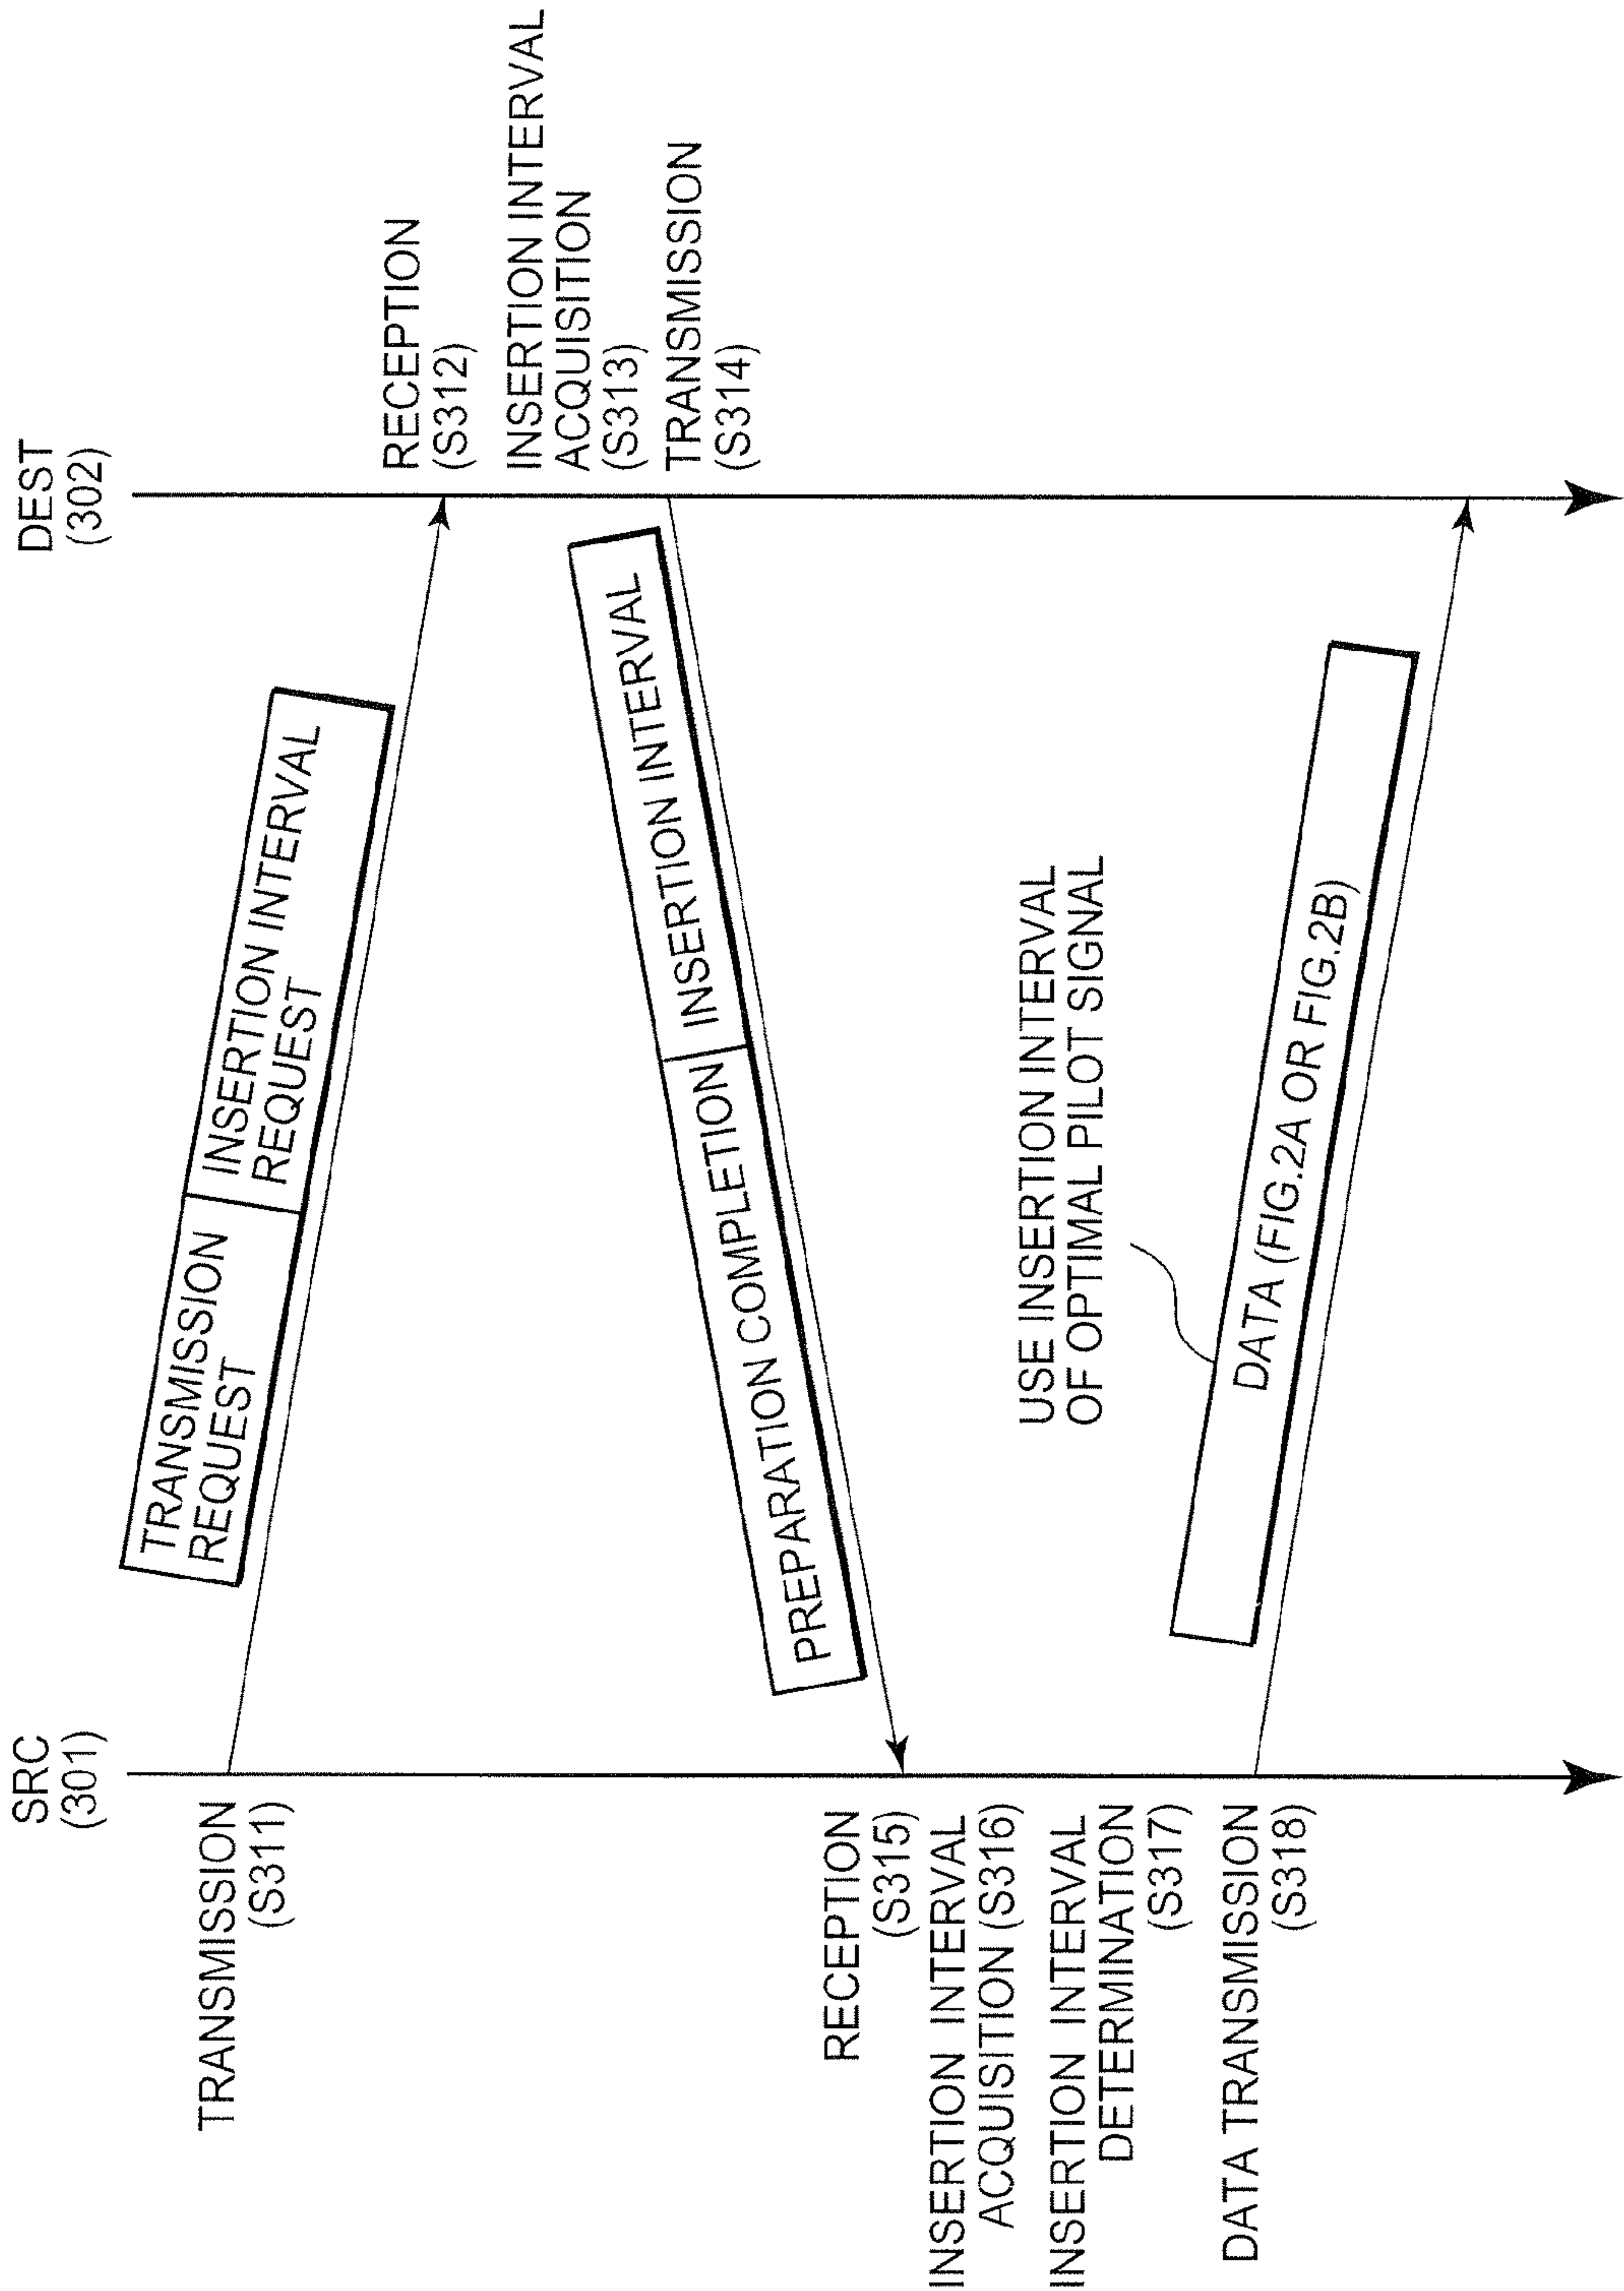 SRC
(301)
DEST
(302)
TRANSMISSION
(S311)
TRANSMISSION
REQUEST
INSERTION INTERVAL
REQUEST
RECEPTION
(S312)
INSERTION INTERVAL
ACQUISITION
(S313)
TRANSMISSION
(S314)
PREPARATION COMPLETION
INSERTION INTERVAL
RECEPTION
(S315)
INSERTION INTERVAL
ACQUISITION (S316)
INSERTION INTERVAL
DETERMINATION
(S317)
USE INSERTION INTERVAL
OF OPTIMAL PILOT SIGNAL
DATA TRANSMISSION
(S318)
DATA (FIG.2A OR FIG.2B)